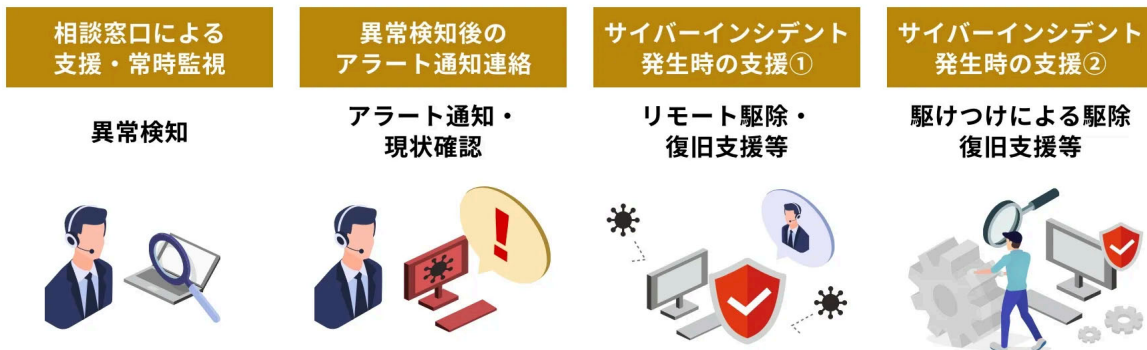 相談窓口による
支援・常時監視
異常検知
異常検知後の
アラート通知連絡
アラート通知・
現状確認
サイバーインシデント
発生時の支援①
リモート駆除・
復旧支援等
サイバーインシデント
発生時の支援②
駆けつけによる駆除
復旧支援等